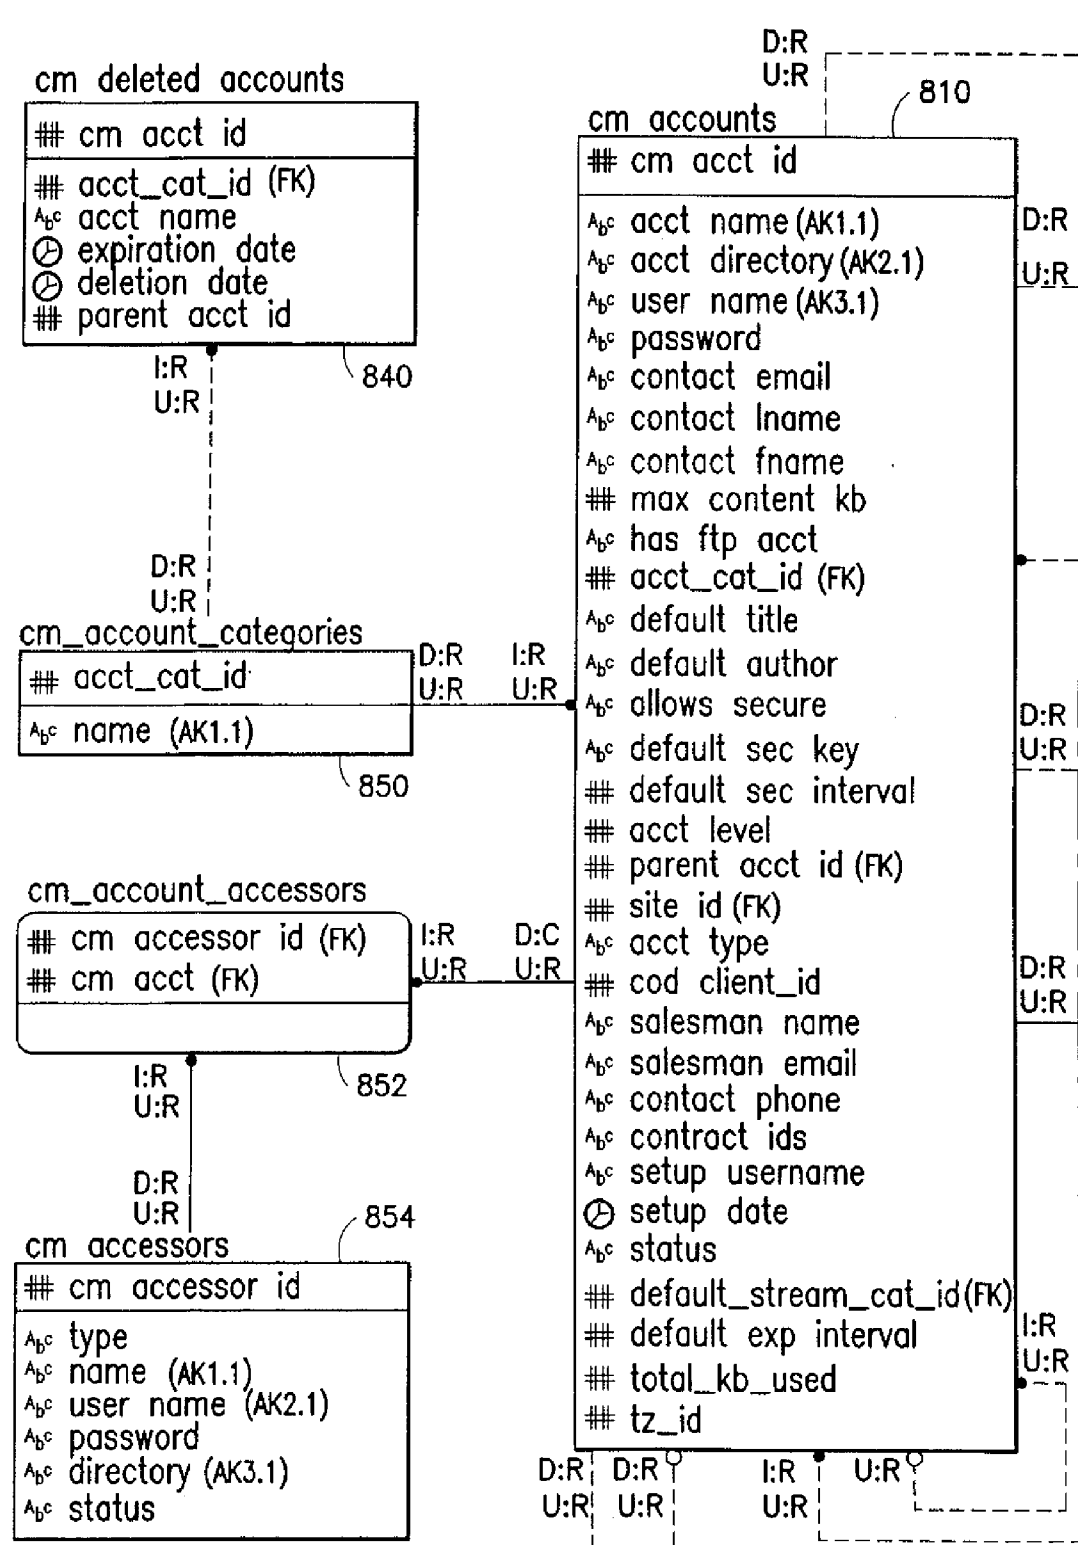 cm deleted accounts
# cm acct id
# acct_cat_id (FK)
Abc acct name
expiration date
deletion date
# parent acct id
840
I:R
U:R
D:R
U:R
cm_account_categories
# acct_cat_id
Abc name (AK1.1)
850
D:R
U:R
I:R
U:R
cm_account_accessors
# cm accessor id (FK)
# cm acct (FK)
852
I:R
U:R
D:C
U:R
I:R
U:R
D:R
U:R
cm accessors
854
# cm accessor id
Abc type
Abc name (AK1.1)
Abc user name (AK2.1)
Abc password
Abc directory (AK3.1)
Abc status
D:R
U:R
810
cm accounts
# cm acct id
Abc acct name (AK1.1)
Abc acct directory (AK2.1)
Abc user name (AK3.1)
Abc password
Abc contact email
Abc contact lname
Abc contact fname
# max content kb
Abc has ftp acct
# acct_cat_id (FK)
Abc default title
Abc default author
Abc allows secure
Abc default sec key
# default sec interval
# acct level
# parent acct id (FK)
# site id (FK)
Abc acct type
# cod client_id
Abc salesman name
Abc salesman email
Abc contact phone
Abc contract ids
Abc setup username
setup date
Abc status
# default_stream_cat_id (FK)
# default exp interval
# total_kb_used
# tz_id
D:R
U:R
D:R
U:R
D:R
U:R
I:R
U:R
D:R
U:R
D:R
U:R
I:R
U:R
U:R